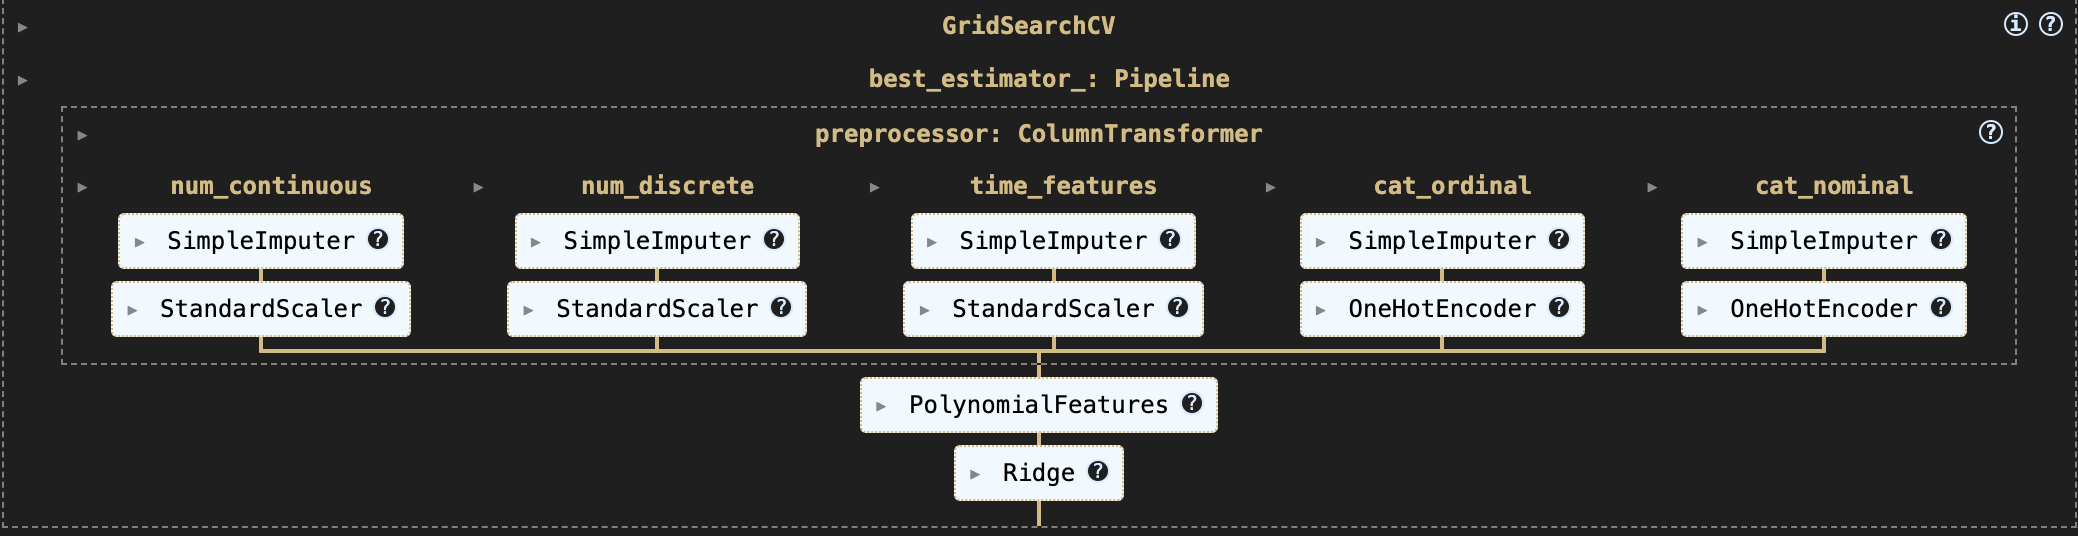 GridSearchCV i ?
best_estimator_: Pipeline
preprocessor: ColumnTransformer ?
num_continuous num_discrete time_features cat_ordinal cat_nominal
SimpleImputer ? SimpleImputer ? SimpleImputer ? SimpleImputer ? SimpleImputer ?
StandardScaler ? StandardScaler ? StandardScaler ? OneHotEncoder ? OneHotEncoder ?
PolynomialFeatures ?
Ridge ?